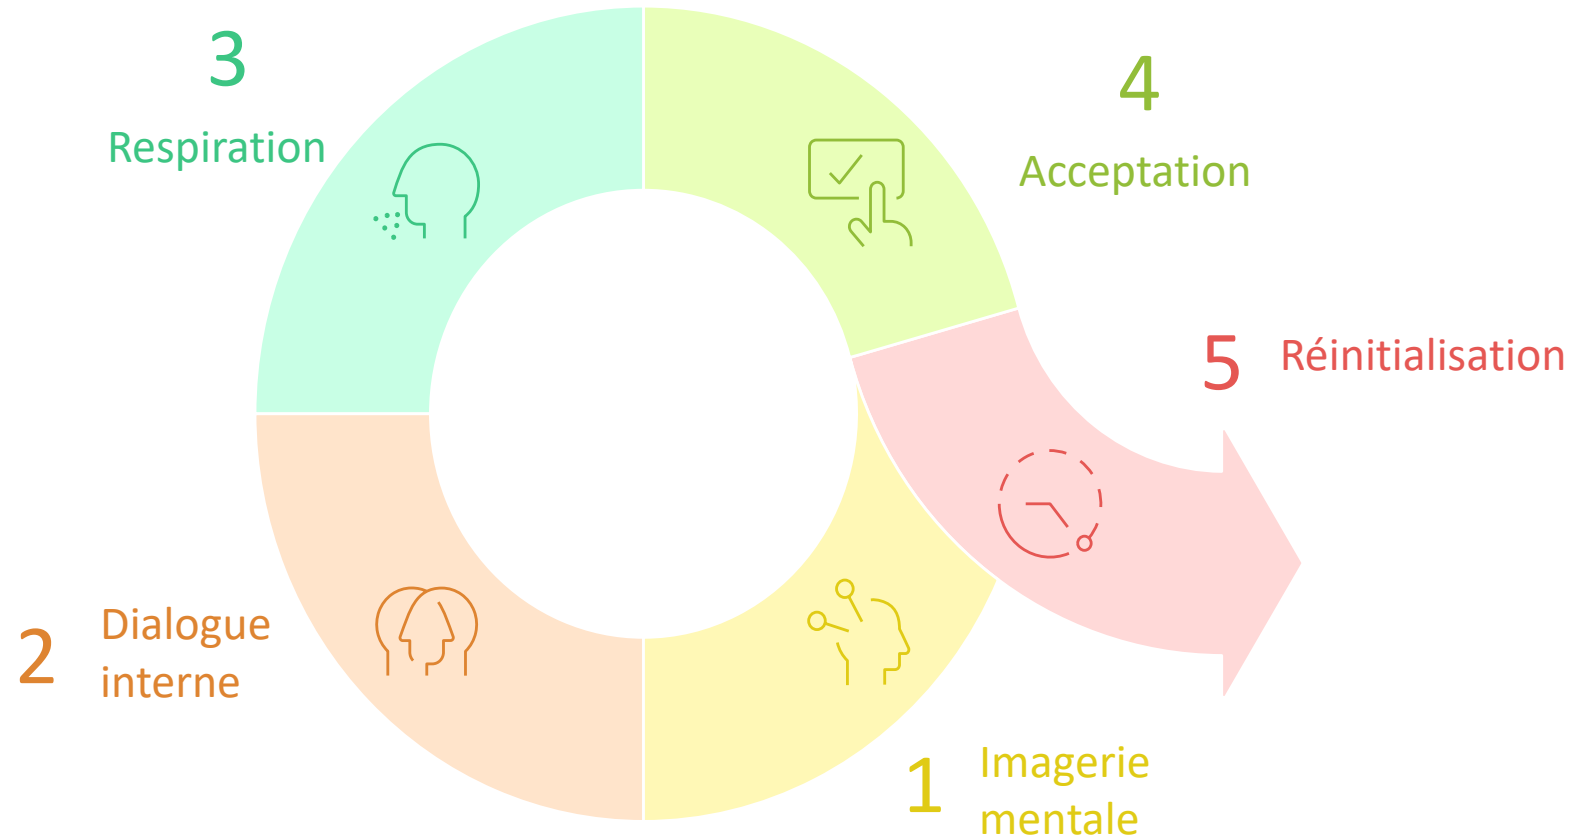 3
Respiration
4
Acceptation
5 Réinitialisation
2 Dialogue
interne
1 Imagerie
mentale